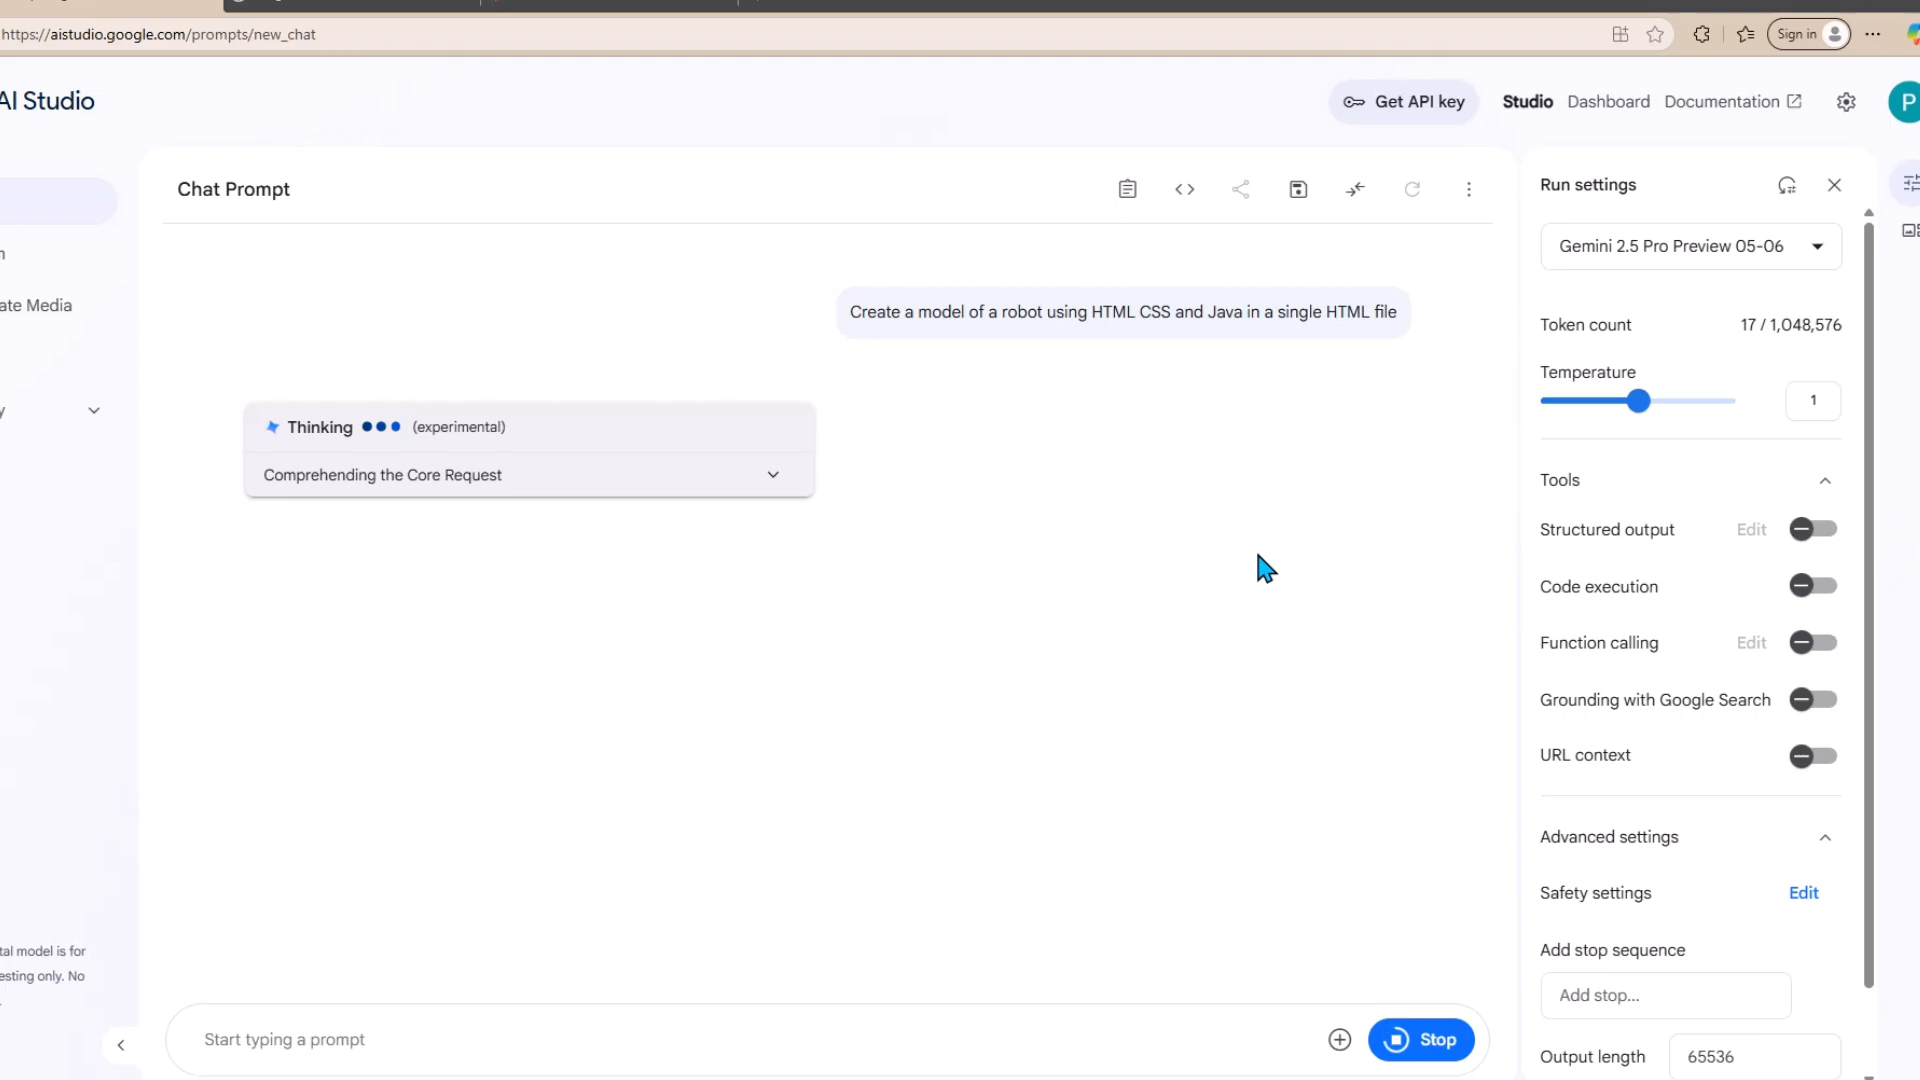 https://aistudio.google.com/prompts/new_chat
Sign in
AI Studio
Get API key
Studio
Dashboard
Documentation
P
Chat Prompt
Run settings
Gemini 2.5 Pro Preview 05-06
ate Media
Create a model of a robot using HTML CSS and Java in a single HTML file
Token count
17 / 1,048,576
Temperature
1
Thinking
(experimental)
Comprehending the Core Request
Tools
Structured output
Edit
Code execution
Function calling
Edit
Grounding with Google Search
URL context
Advanced settings
Safety settings
Edit
tal model is for
esting only. No
Add stop sequence
Add stop...
Start typing a prompt
Stop
Output length
65536